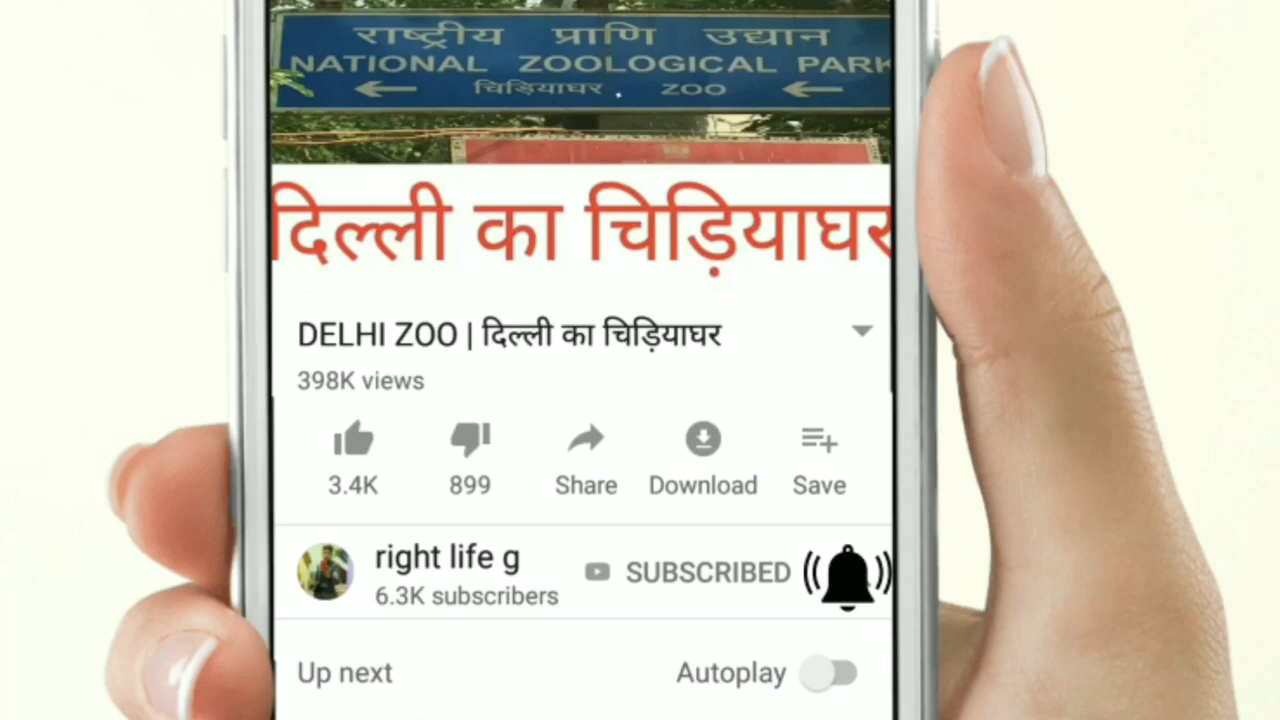 राष्ट्रीय प्राणि उद्यान
NATIONAL ZOOLOGICAL PARK
चिड़ियाघर ZOO
दिल्ली का चिड़ियाघर
DELHI ZOO | दिल्ली का चिड़ियाघर
398K views
3.4K 899 Share Download Save
right life g SUBSCRIBED
6.3K subscribers
Up next Autoplay